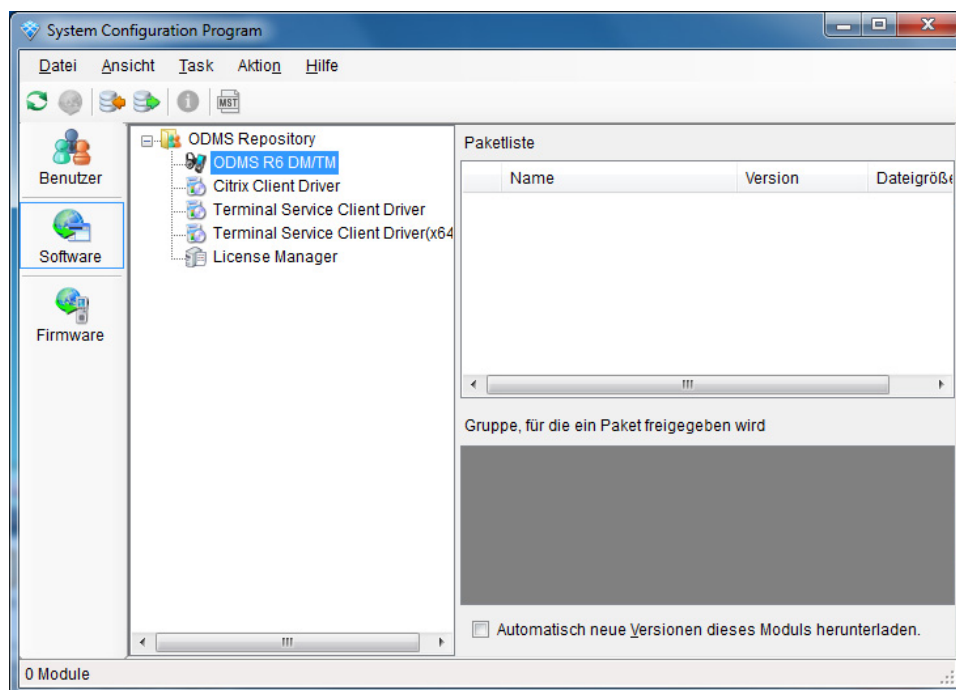 System Configuration Program
Datei Ansicht Task Aktion Hilfe
MST
Benutzer
Software
Firmware
ODMS Repository
ODMS R6 DM/TM
Citrix Client Driver
Terminal Service Client Driver
Terminal Service Client Driver(x64
License Manager
Paketliste
Name Version Dateigröße
Gruppe, für die ein Paket freigegeben wird
Automatisch neue Versionen dieses Moduls herunterladen.
0 Module